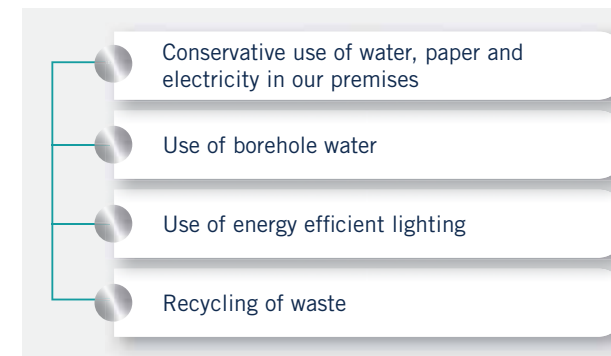 Conservative use of water, paper and
electricity in our premises
Use of borehole water
Use of energy efficient lighting
Recycling of waste